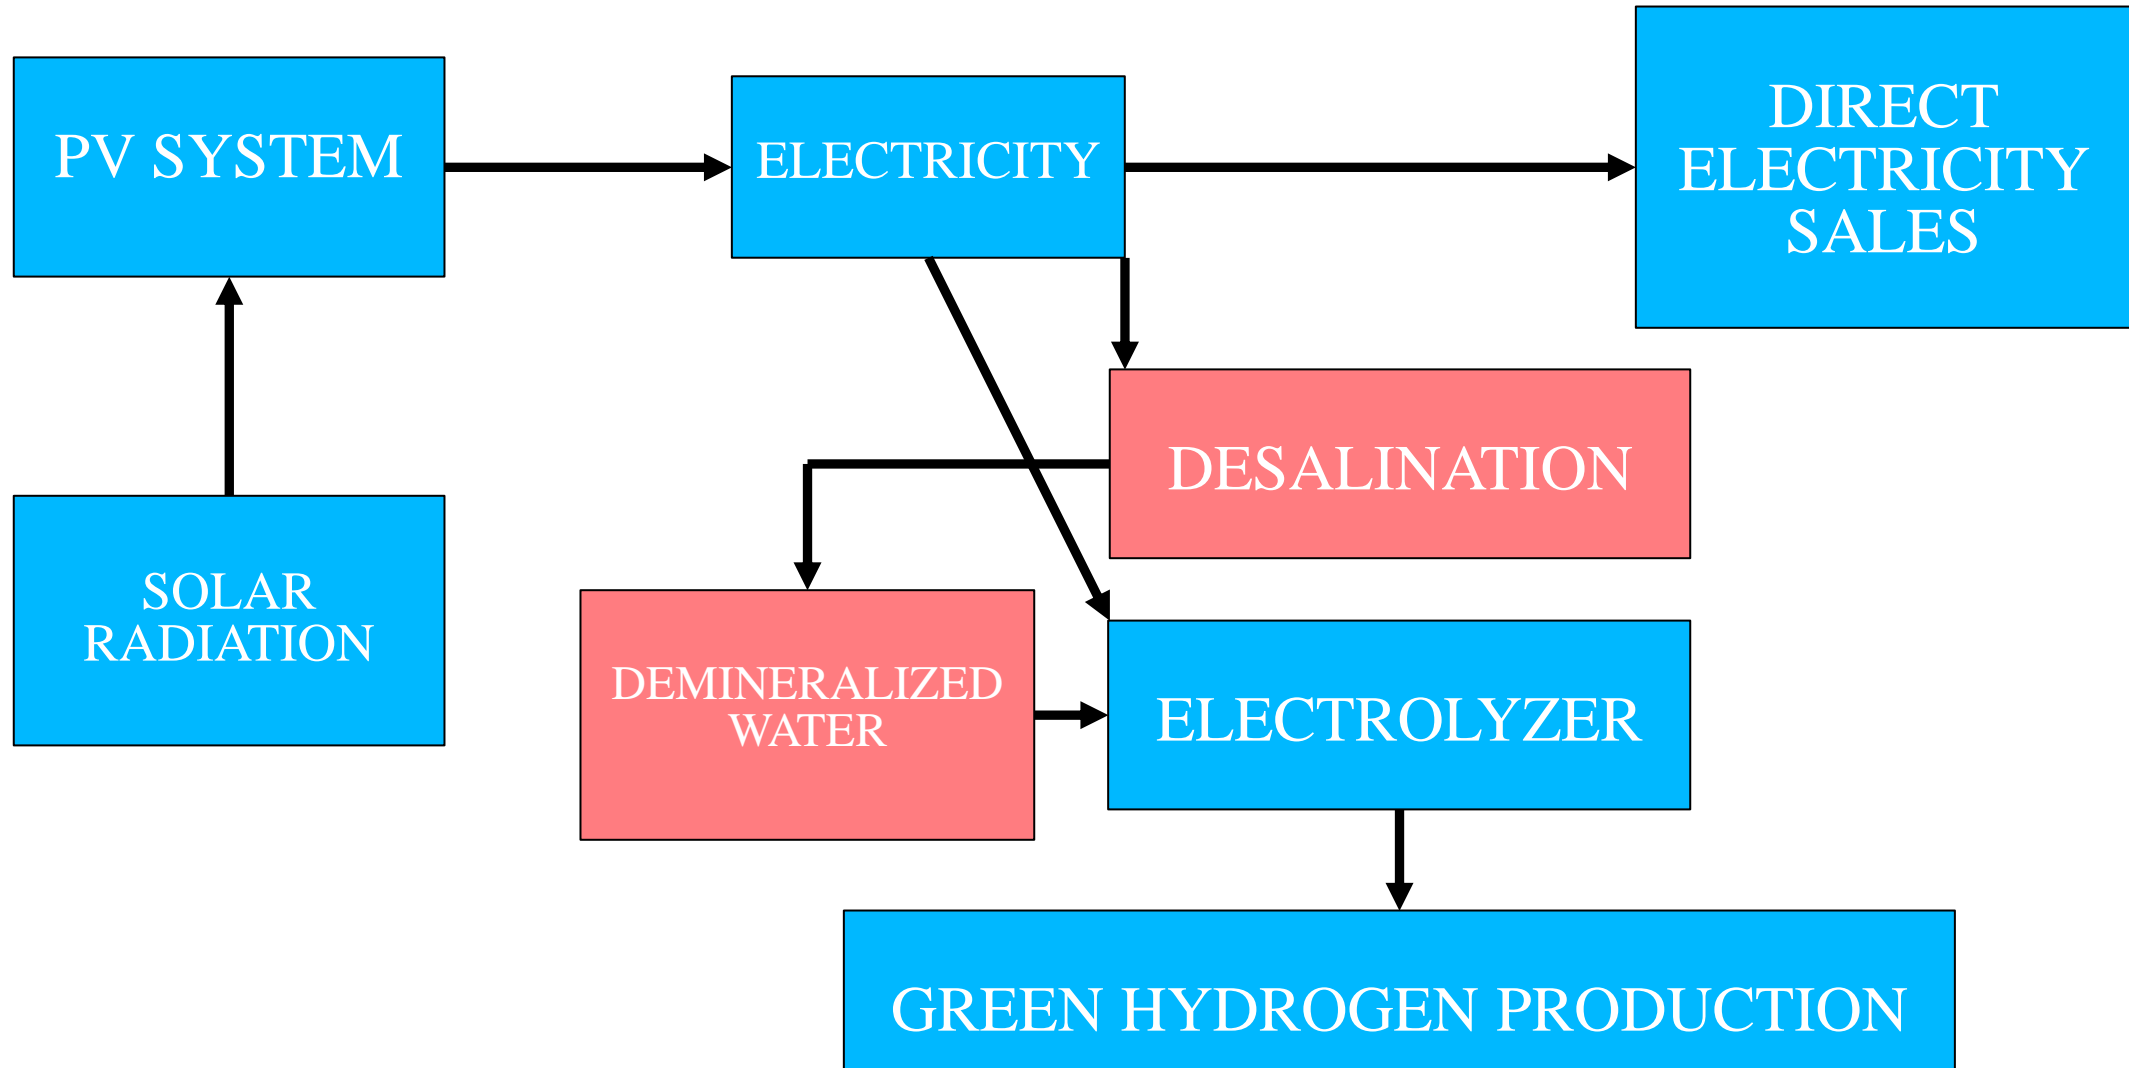 PV SYSTEM
ELECTRICITY
DIRECT
ELECTRICITY
SALES
DESALINATION
SOLAR
RADIATION
DEMINERALIZED
WATER
ELECTROLYZER
GREEN HYDROGEN PRODUCTION